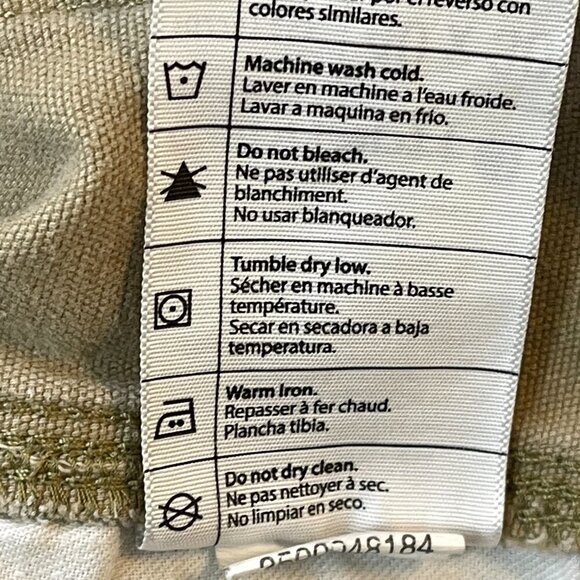 reverso con
colores similares.
Machine wash cold.
Laver en machine a l'eau froide.
Lavar a maquina en frio.
Do not bleach.
Ne pas utiliser d'agent de
blanchiment.
No usar blanqueador.
Tumble dry low.
Sécher en machine à basse
température.
Secar en secadora a baja
temperatura.
Warm Iron.
Repasser à fer chaud.
Plancha tibia.
Do not dry clean.
Ne pas nettoyer à sec.
No limpiar en seco.